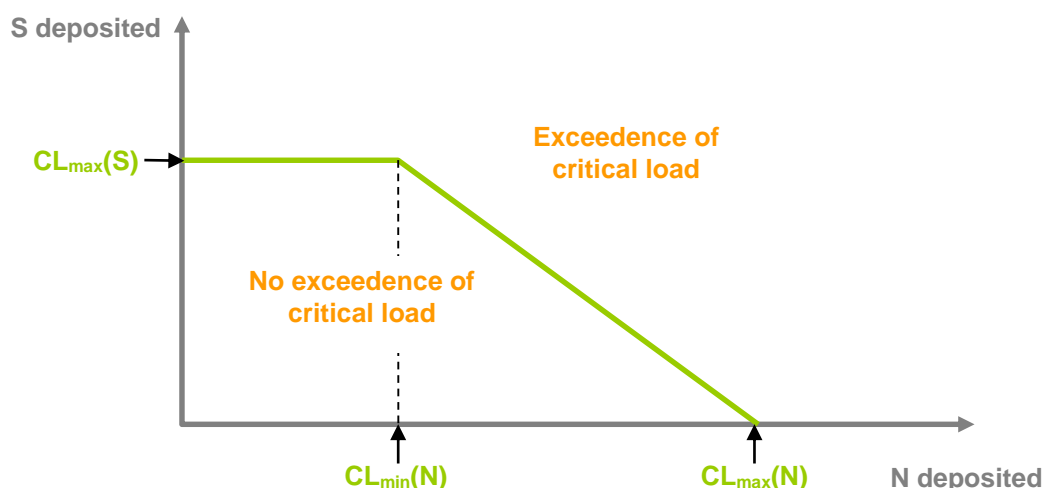 S deposited
Exceedence of
critical load
CLmax(S)
No exceedence of
critical load
CLmin(N)
CLmax(N)
N deposited